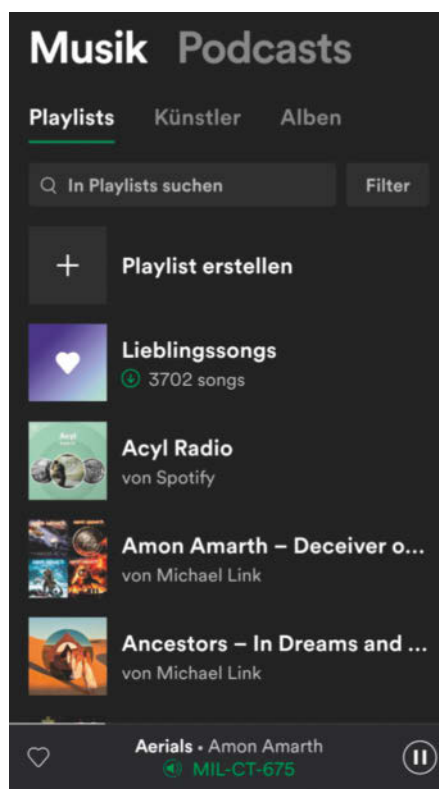 Musik Podcasts
Playlists Künstler Alben
In Playlists suchen Filter
Playlist erstellen
Lieblingssongs
3702 songs
Acyl
Acyl Radio
von Spotify
Amon Amarth – Deceiver o...
von Michael Link
Ancestors – In Dreams and ...
von Michael Link
Aerials • Amon Amarth
MIL-CT-675